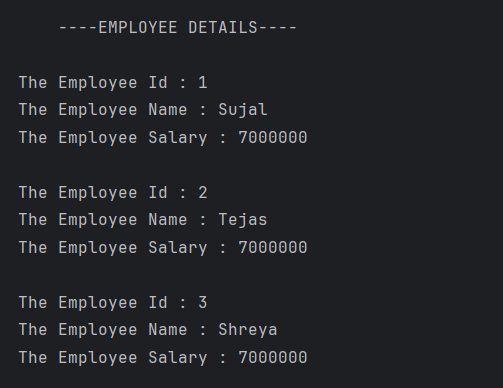 ----EMPLOYEE DETAILS----
The Employee Id : 1
The Employee Name : Sujal
The Employee Salary : 7000000
The Employee Id : 2
The Employee Name : Tejas
The Employee Salary : 7000000
The Employee Id : 3
The Employee Name : Shreya
The Employee Salary : 7000000